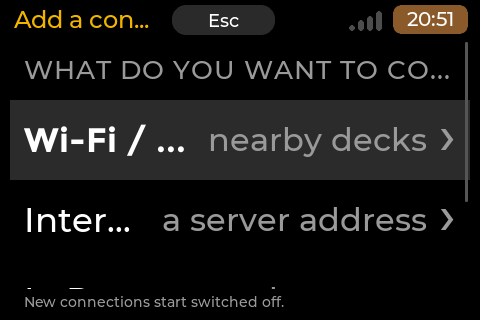 Add a con... Esc 20:51
WHAT DO YOU WANT TO CO...
Wi-Fi / ... nearby decks ❯
Inter... a server address ❯
New connections start switched off.